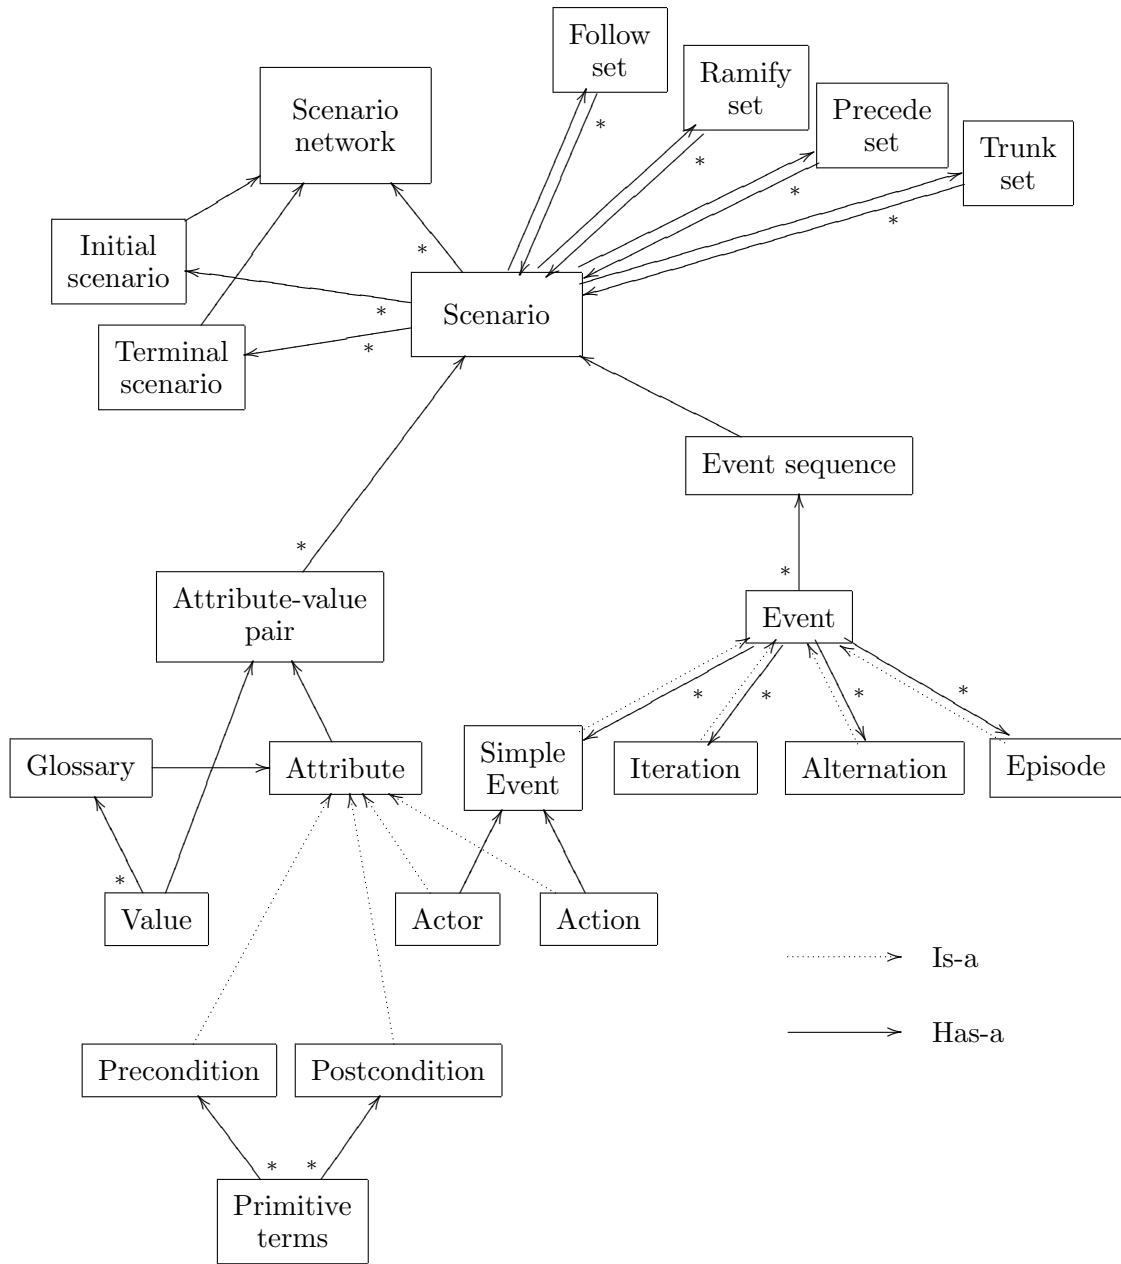 Follow
set
Ramify
set
Scenario
network
Precede
set
Trunk
set
*
*
*
*
Initial
scenario
*
Scenario
*
*
Terminal
scenario
Event sequence
*
*
Attribute-value
pair
Event
*
*
*
*
Glossary
Attribute
Simple
Event
Iteration
Alternation
Episode
*
Value
Actor
Action
Is-a
Has-a
Precondition
Postcondition
*
*
Primitive
terms